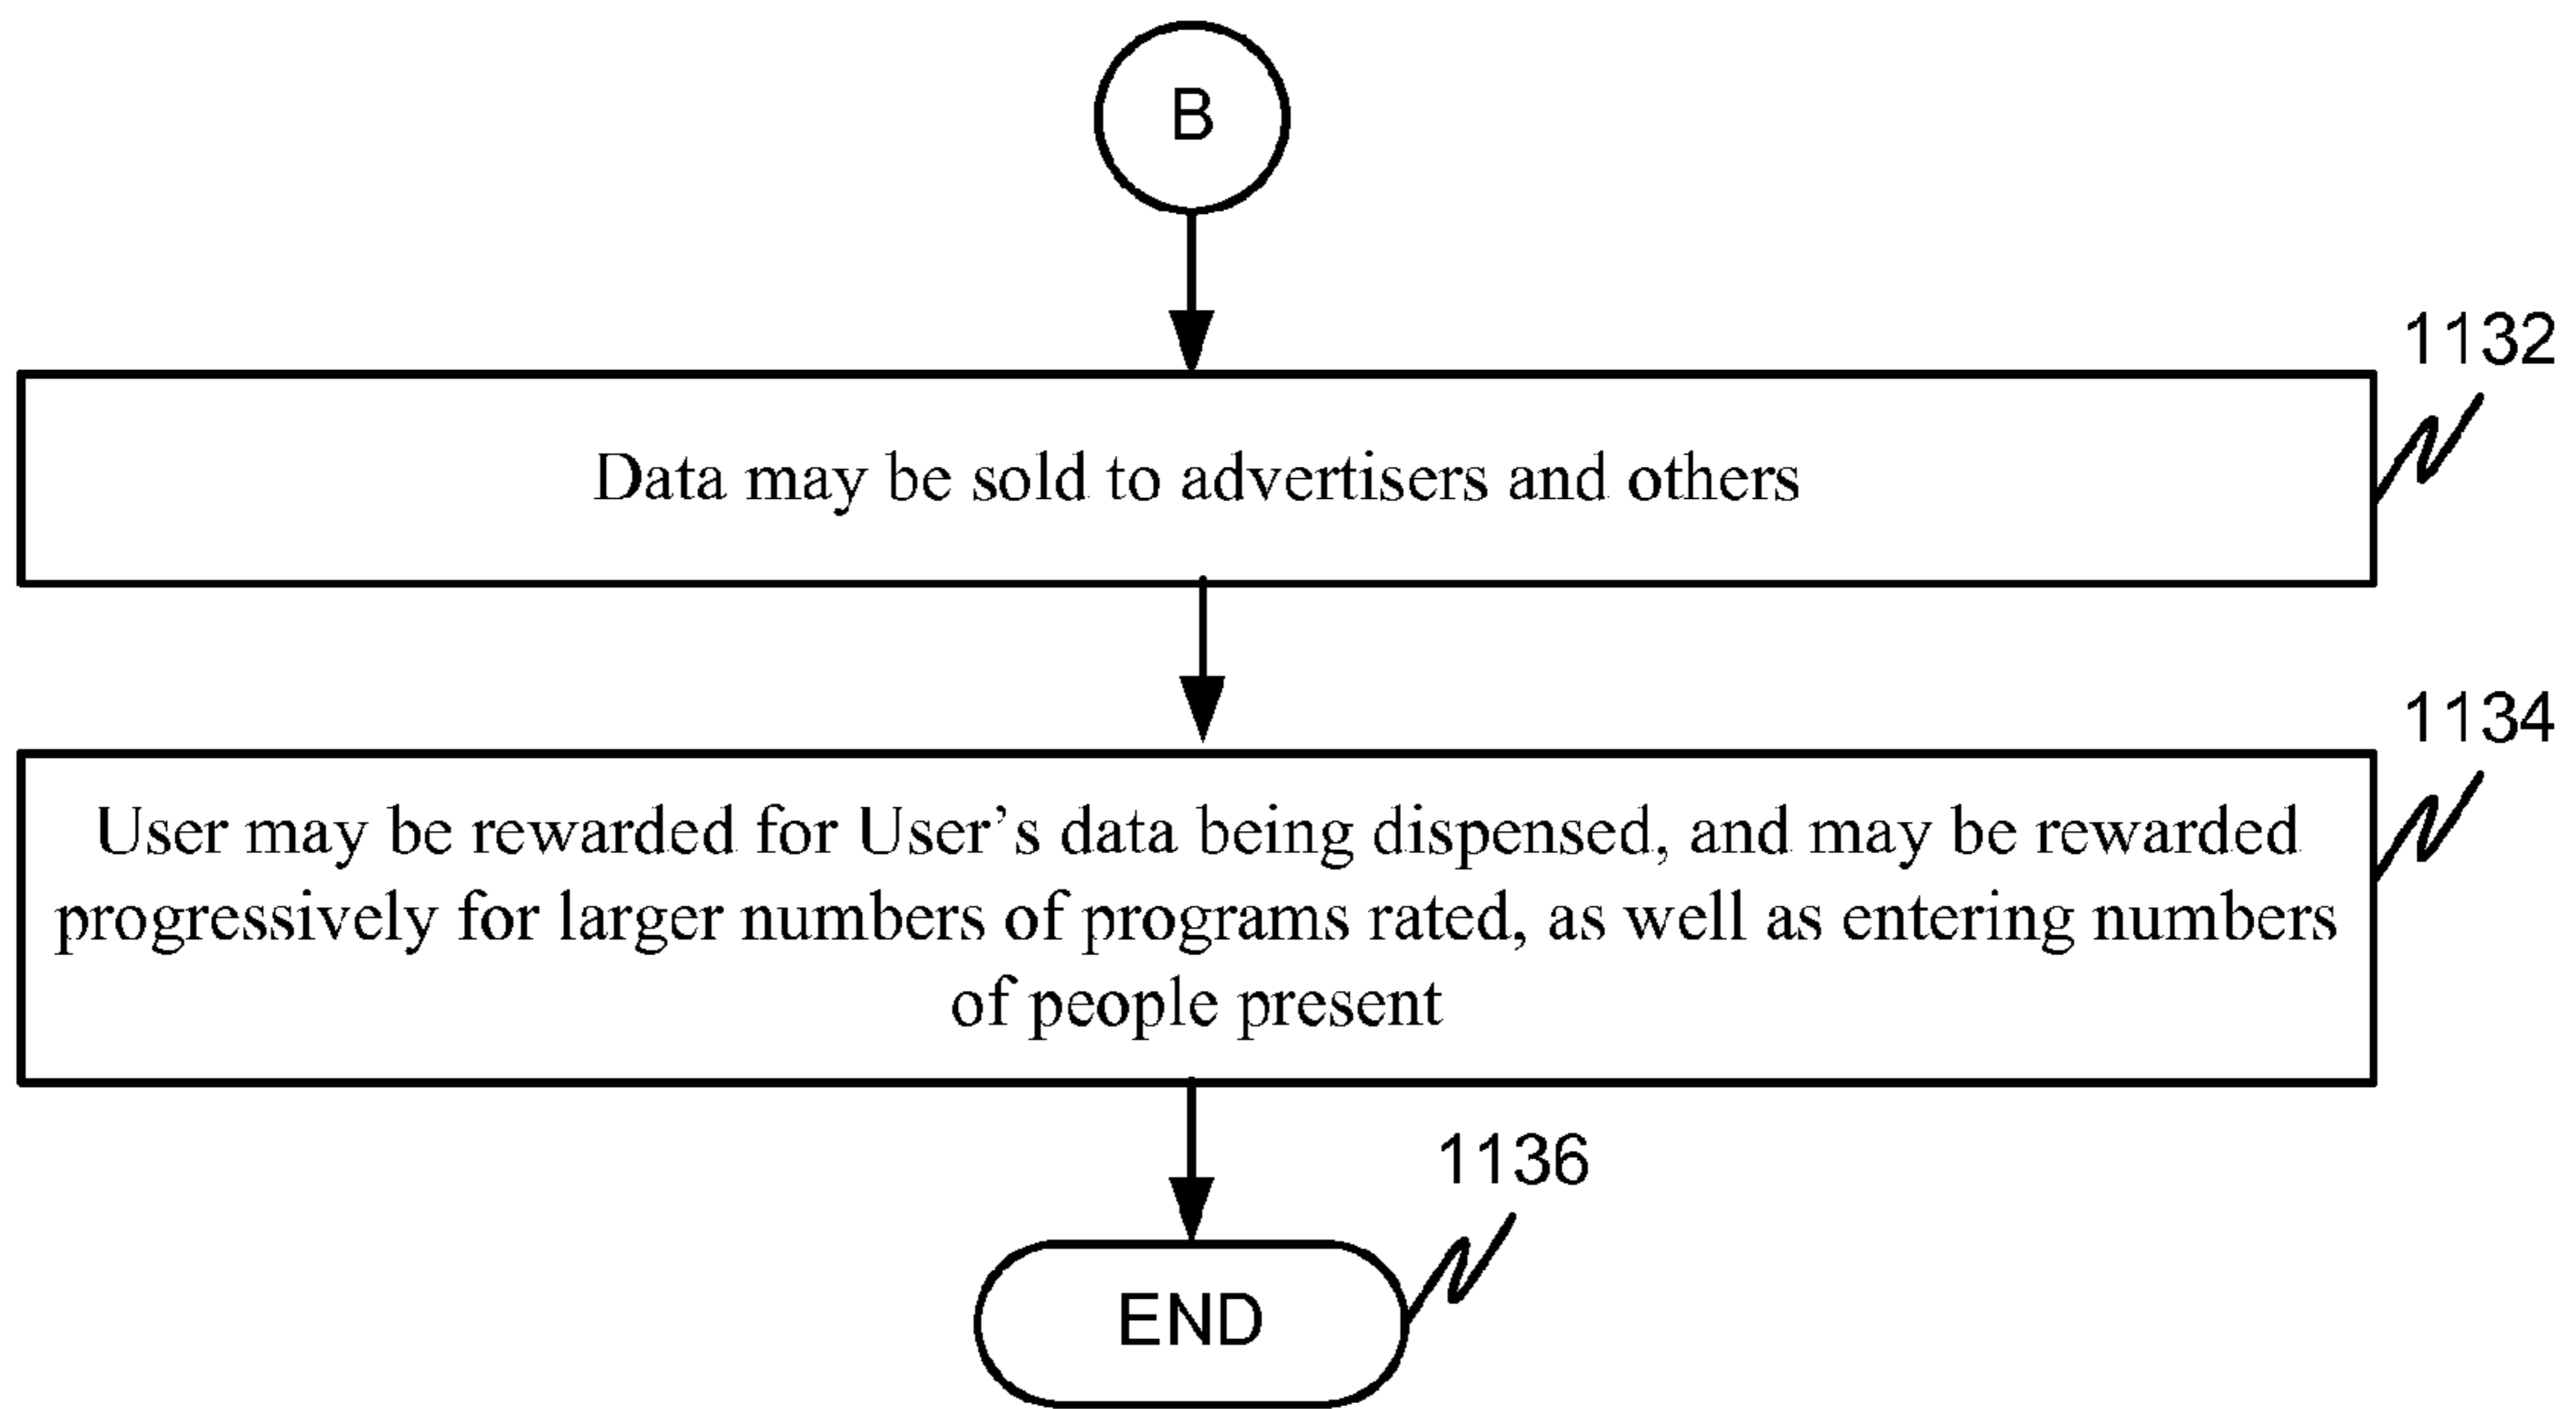 B
1132
Data may be sold to advertisers and others
1134
User may be rewarded for User’s data being dispensed, and may be rewarded
progressively for larger numbers of programs rated, as well as entering numbers
of people present
1136
END